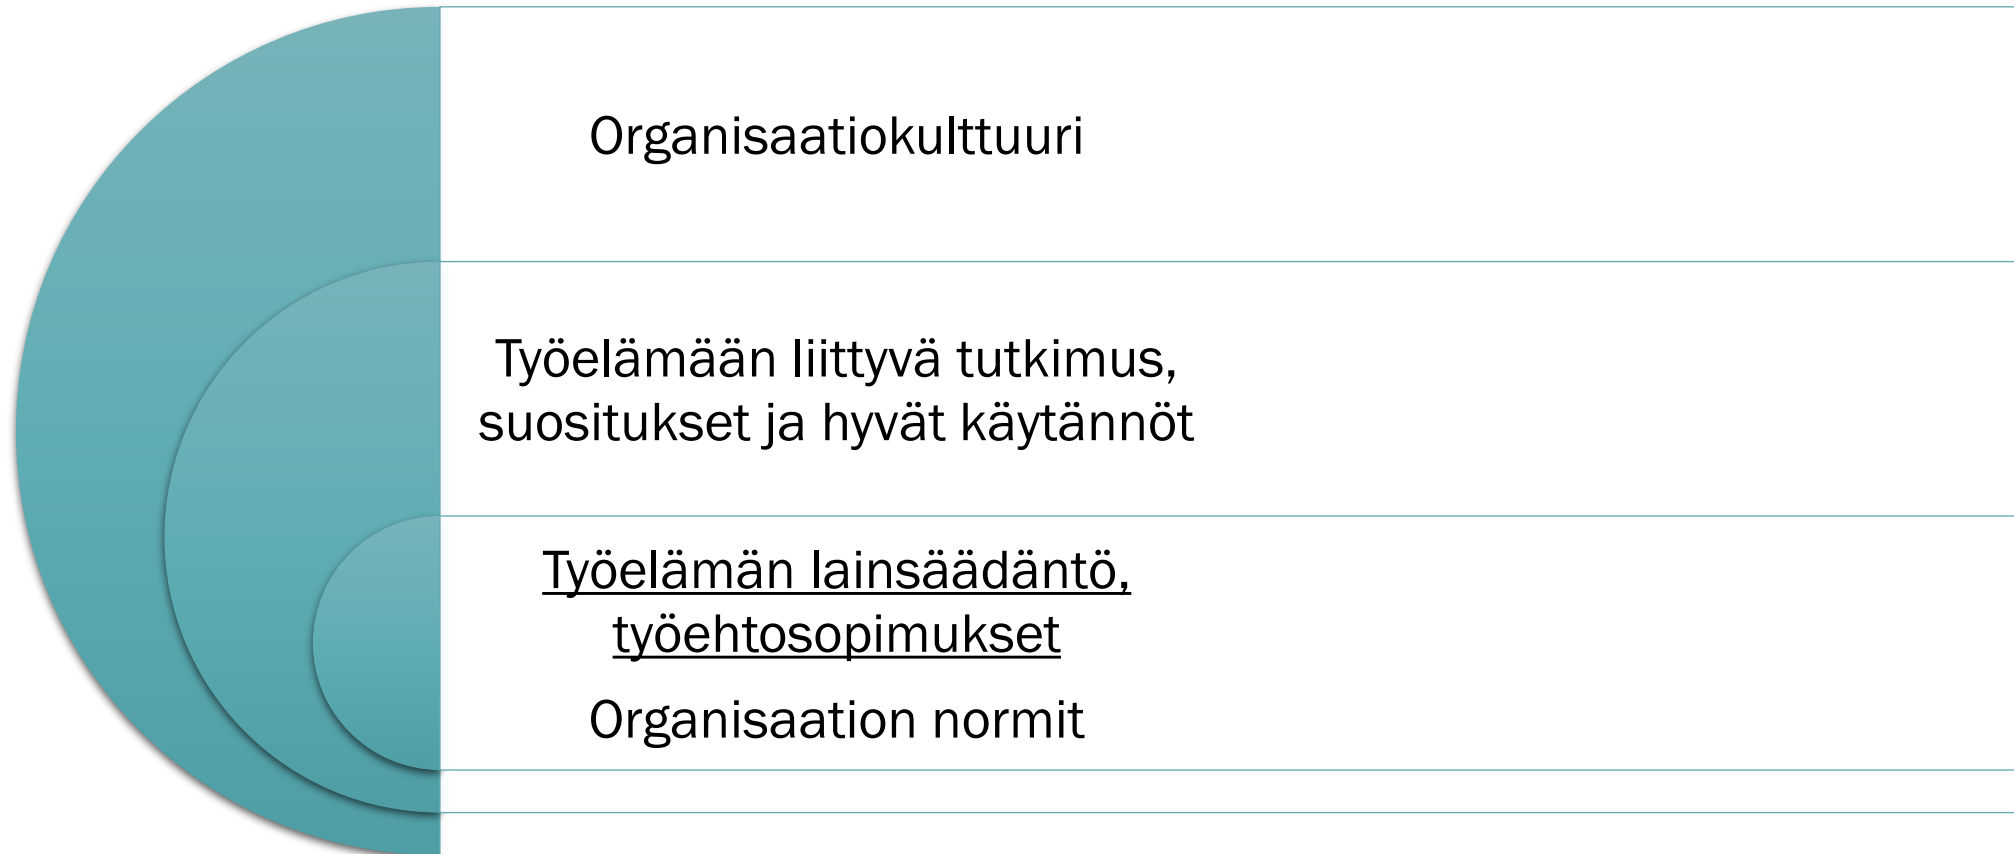 Organisaatiokulttuuri
Työelämään liittyvä tutkimus,
suositukset ja hyvät käytännöt
Työelämän lainsäädäntö,
työehtosopimukset
Organisaation normit